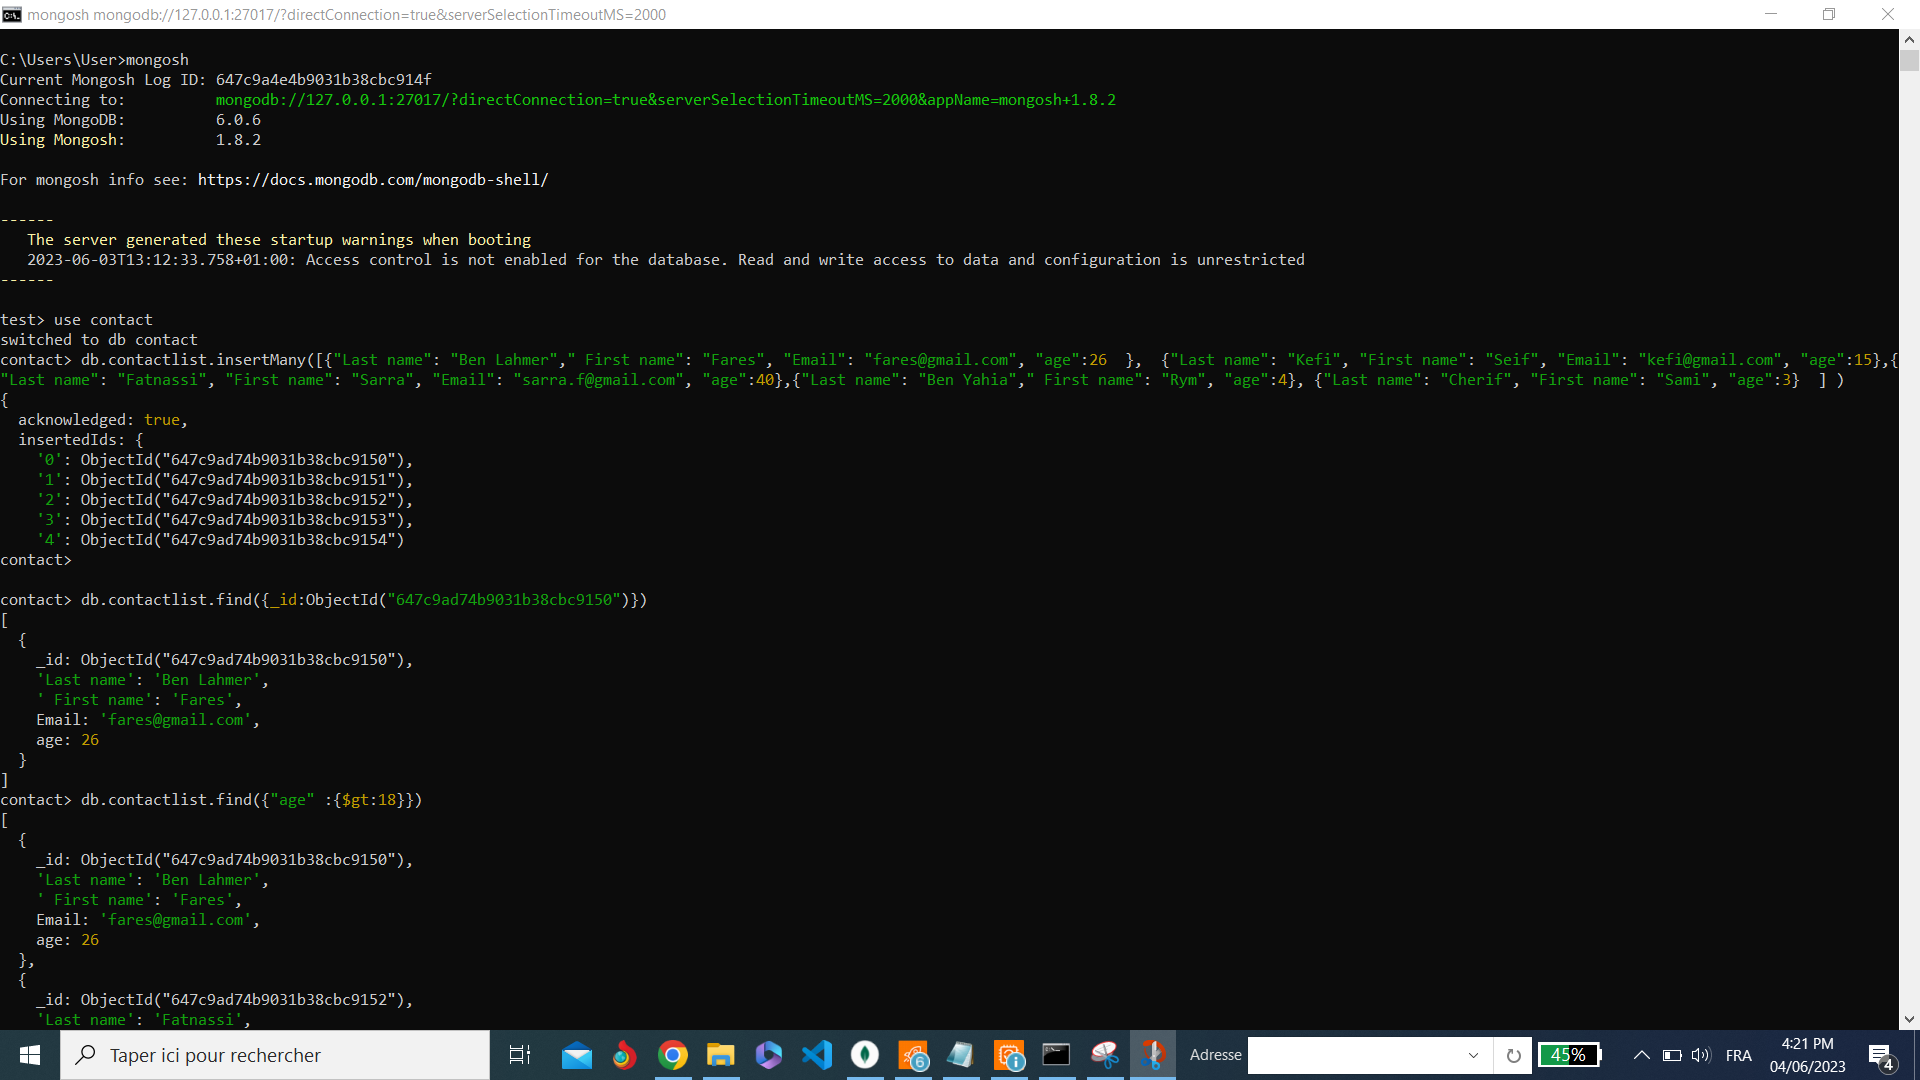 mongosh mongodb://127.0.0.1:27017/?directConnection=true&serverSelectionTimeoutMS=2000
C:\Users\User>mongosh
Current Mongosh Log ID: 647c9a4e4b9031b38cbc914f
Connecting to:          mongodb://127.0.0.1:27017/?directConnection=true&serverSelectionTimeoutMS=2000&appName=mongosh+1.8.2
Using MongoDB:          6.0.6
Using Mongosh:          1.8.2
For mongosh info see: https://docs.mongodb.com/mongodb-shell/
------
   The server generated these startup warnings when booting
   2023-06-03T13:12:33.758+01:00: Access control is not enabled for the database. Read and write access to data and configuration is unrestricted
------
test> use contact
switched to db contact
contact> db.contactlist.insertMany([{"Last name": "Ben Lahmer"," First name": "Fares", "Email": "fares@gmail.com", "age":26  },  {"Last name": "Kefi", "First name": "Seif", "Email": "kefi@gmail.com", "age":15},{
"Last name": "Fatnassi", "First name": "Sarra", "Email": "sarra.f@gmail.com", "age":40},{"Last name": "Ben Yahia"," First name": "Rym", "age":4}, {"Last name": "Cherif", "First name": "Sami", "age":3}  ] )
{
  acknowledged: true,
  insertedIds: {
    '0': ObjectId("647c9ad74b9031b38cbc9150"),
    '1': ObjectId("647c9ad74b9031b38cbc9151"),
    '2': ObjectId("647c9ad74b9031b38cbc9152"),
    '3': ObjectId("647c9ad74b9031b38cbc9153"),
    '4': ObjectId("647c9ad74b9031b38cbc9154")
contact>
contact> db.contactlist.find({_id:ObjectId("647c9ad74b9031b38cbc9150")})
[
  {
    _id: ObjectId("647c9ad74b9031b38cbc9150"),
    'Last name': 'Ben Lahmer',
    ' First name': 'Fares',
    Email: 'fares@gmail.com',
    age: 26
  }
]
contact> db.contactlist.find({"age" :{$gt:18}})
[
  {
    _id: ObjectId("647c9ad74b9031b38cbc9150"),
    'Last name': 'Ben Lahmer',
    ' First name': 'Fares',
    Email: 'fares@gmail.com',
    age: 26
  },
  {
    _id: ObjectId("647c9ad74b9031b38cbc9152"),
    'Last name': 'Fatnassi',
Taper ici pour rechercher
6
Adresse
45%
FRA
4:21 PM
04/06/2023
4